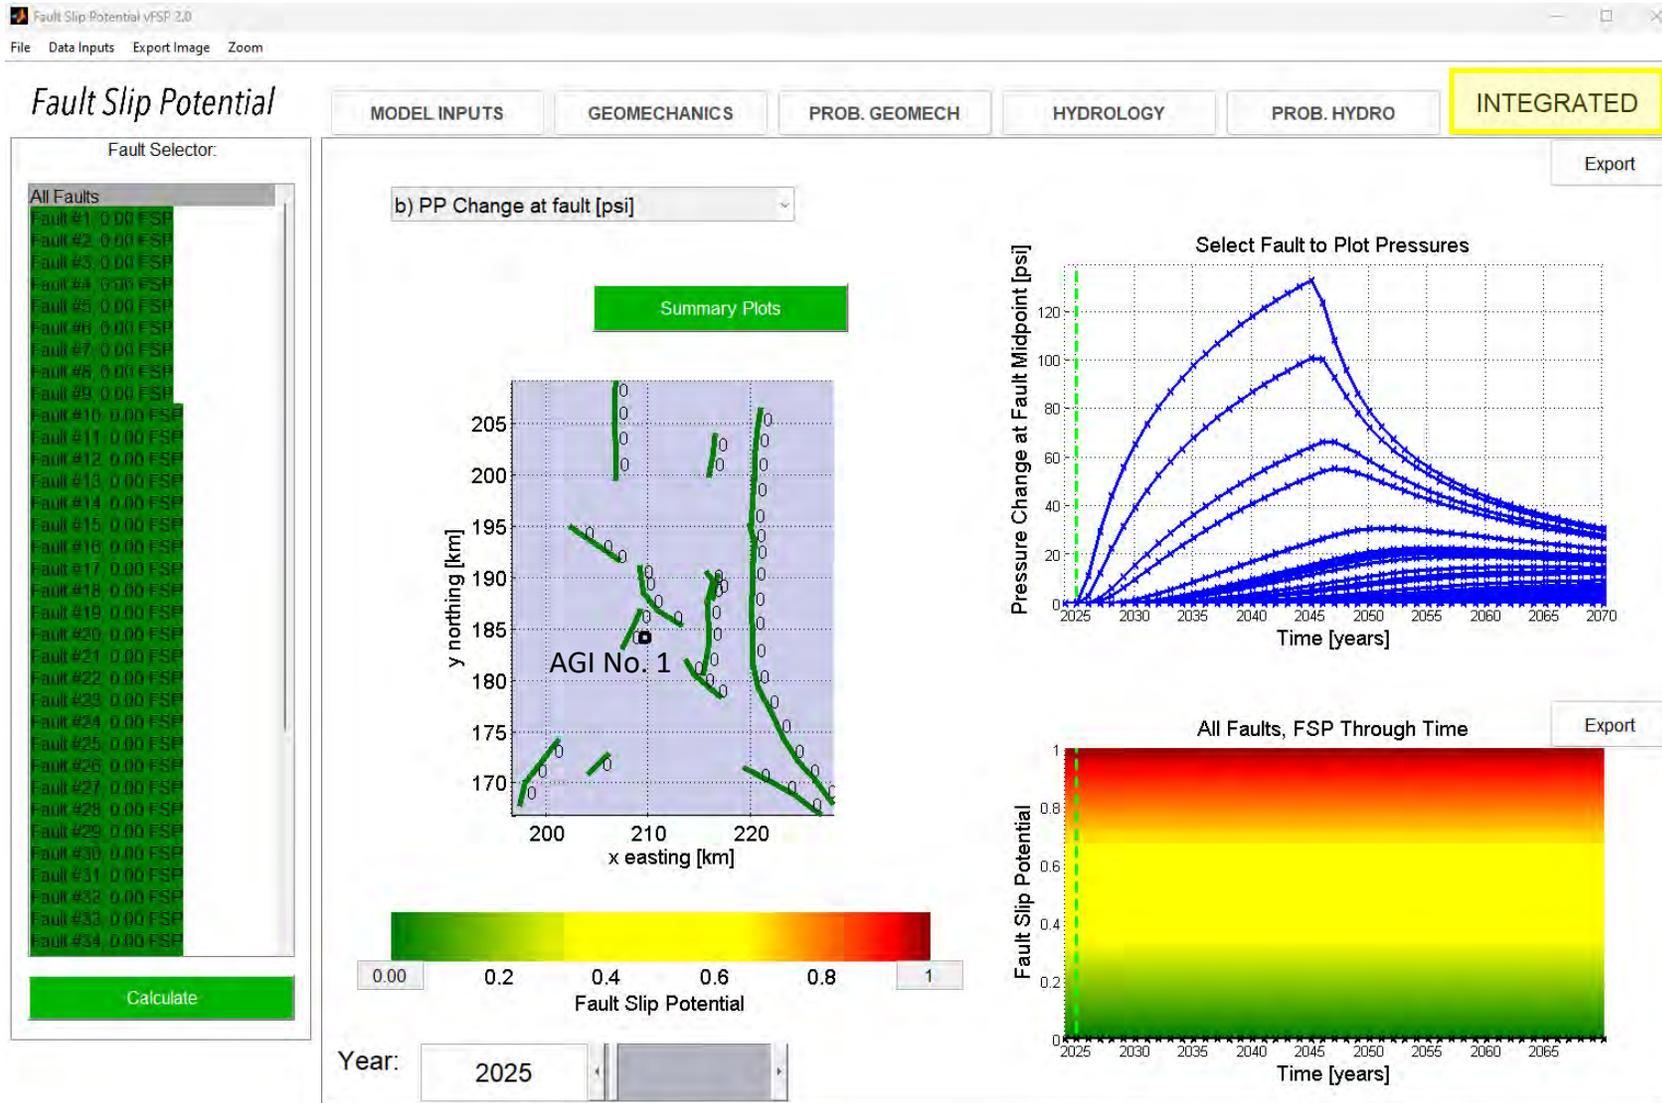 Fault Slip Potential vFSP 2.0
File Data Inputs Export Image Zoom
Fault Slip Potential
MODEL INPUTS GEOMECHANICS PROB. GEOMECH HYDROLOGY PROB. HYDRO INTEGRATED
Fault Selector:
All Faults
Fault #1, 0.00 FSP
Fault #2, 0.00 FSP
Fault #3, 0.00 FSP
Fault #4, 0.00 FSP
Fault #5, 0.00 FSP
Fault #6, 0.00 FSP
Fault #7, 0.00 FSP
Fault #8, 0.00 FSP
Fault #9, 0.00 FSP
Fault #10, 0.00 FSP
Fault #11, 0.00 FSP
Fault #12, 0.00 FSP
Fault #13, 0.00 FSP
Fault #14, 0.00 FSP
Fault #15, 0.00 FSP
Fault #16, 0.00 FSP
Fault #17, 0.00 FSP
Fault #18, 0.00 FSP
Fault #19, 0.00 FSP
Fault #20, 0.00 FSP
Fault #21, 0.00 FSP
Fault #22, 0.00 FSP
Fault #23, 0.00 FSP
Fault #24, 0.00 FSP
Fault #25, 0.00 FSP
Fault #26, 0.00 FSP
Fault #27, 0.00 FSP
Fault #28, 0.00 FSP
Fault #29, 0.00 FSP
Fault #30, 0.00 FSP
Fault #31, 0.00 FSP
Fault #32, 0.00 FSP
Fault #33, 0.00 FSP
Fault #34, 0.00 FSP
Calculate
b) PP Change at fault [psi]
Summary Plots
y northing [km]
205
200
195
190
185
180
175
170
AGI No. 1
200 210 220
x easting [km]
0.00 0.2 0.4 0.6 0.8 1
Fault Slip Potential
Year: 2025
Export
Select Fault to Plot Pressures
Pressure Change at Fault Midpoint [psi]
120
100
80
60
40
20
0
2025 2030 2035 2040 2045 2050 2055 2060 2065 2070
Time [years]
Export
All Faults, FSP Through Time
Fault Slip Potential
1
0.8
0.6
0.4
0.2
0
2025 2030 2035 2040 2045 2050 2055 2060 2065
Time [years]